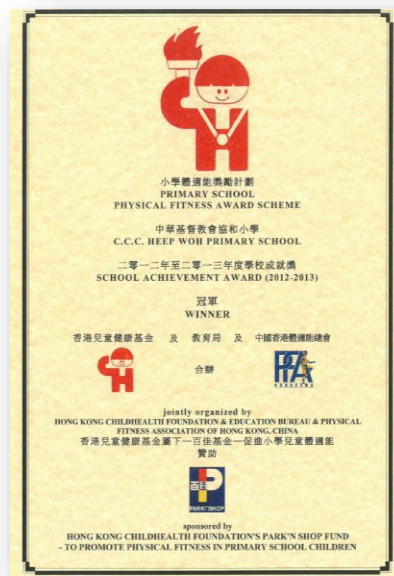 小學體適能獎勵計劃
PRIMARY SCHOOL
PHYSICAL FITNESS AWARD SCHEME
中華基督教會協和小學
C.C.C. HEEP WOH PRIMARY SCHOOL
二零一二年至二零一三年度學校成就獎
SCHOOL ACHIEVEMENT AWARD (2012-2013)
冠軍
WINNER
香港兒童健康基金 及 教育局 及 中國香港體適能總會
合辦
jointly organized by
HONG KONG CHILDHEALTH FOUNDATION & EDUCATION BUREAU & PHYSICAL
FITNESS ASSOCIATION OF HONG KONG, CHINA
香港兒童健康基金屬下—百佳基金—促進小學兒童體適能
贊助
百佳
PARK'N SHOP
sponsored by
HONG KONG CHILDHEALTH FOUNDATION'S PARK'N SHOP FUND
- TO PROMOTE PHYSICAL FITNESS IN PRIMARY SCHOOL CHILDREN